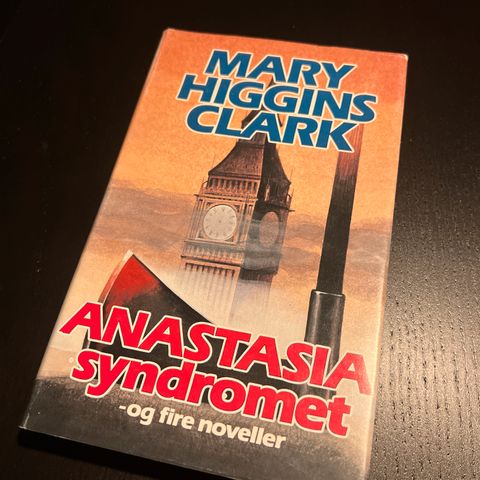 MARY
HIGGINS
CLARK
ANASTASIA
syndromet
-og fire noveller